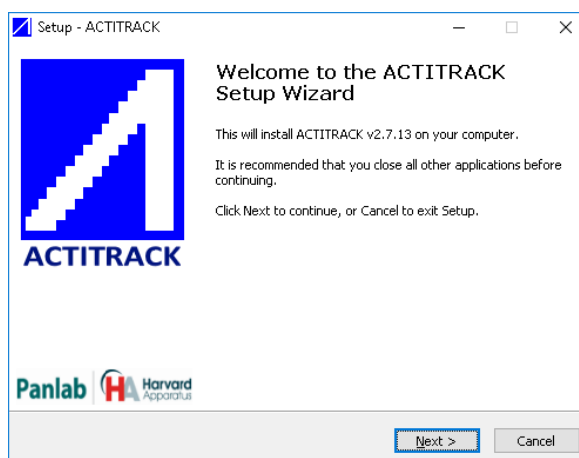 Setup - ACTITRACK
Welcome to the ACTITRACK
Setup Wizard
This will install ACTITRACK v2.7.13 on your computer.
It is recommended that you close all other applications before
continuing.
Click Next to continue, or Cancel to exit Setup.
ACTITRACK
Panlab
HA Harvard
Apparatus
Next >
Cancel